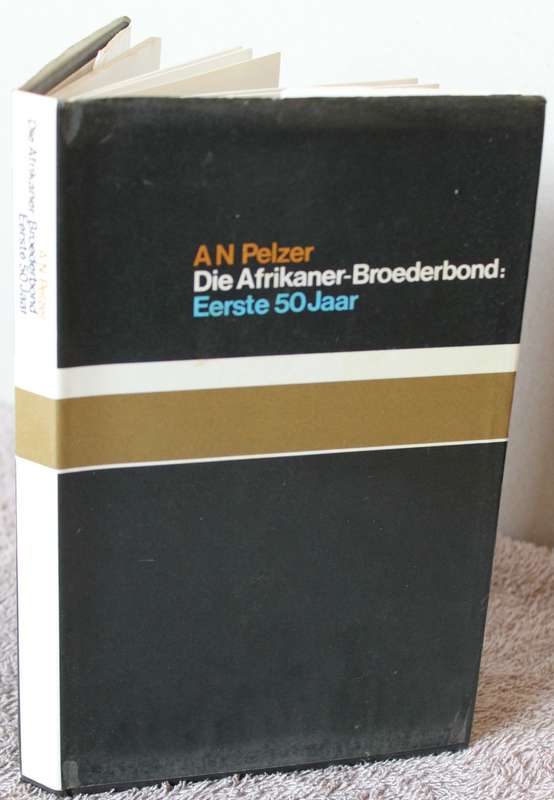 A N Pelzer
Die Afrikaner-Broederbond:
Eerste 50 Jaar
A N Pelzer
Die Afrikaner Broederbond
Eerste 50 Jaar